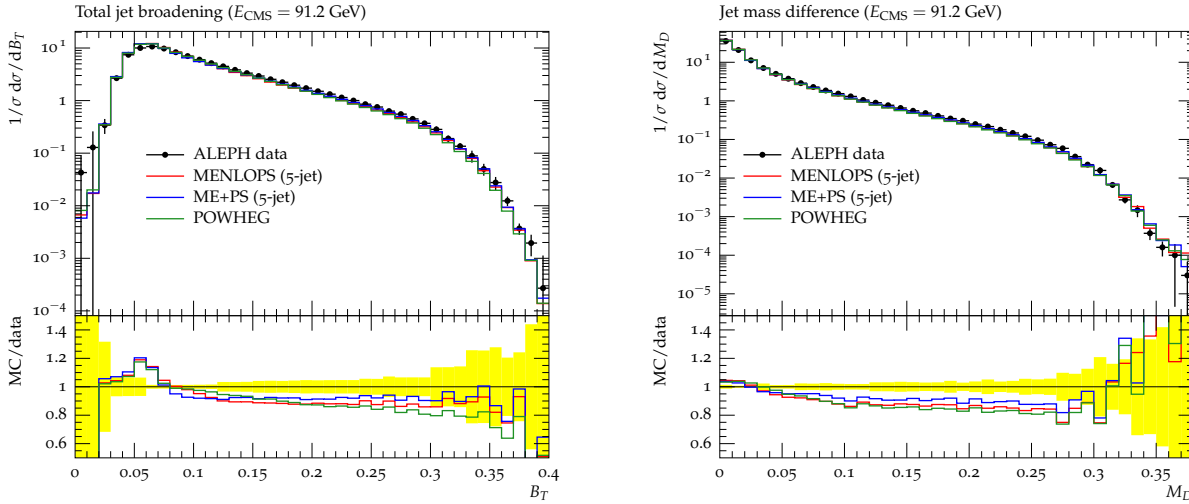 Total jet broadening (E_CMS = 91.2 GeV)
1/σ dσ/dB_T
10^1
1
10^−1
10^−2
10^−3
10^−4
ALEPH data
MENLOPS (5-jet)
ME+PS (5-jet)
POWHEG
MC/data
1.4
1.2
1
0.8
0.6
0 0.05 0.1 0.15 0.2 0.25 0.3 0.35 0.4
B_T
Jet mass difference (E_CMS = 91.2 GeV)
1/σ dσ/dM_D
10^1
1
10^−1
10^−2
10^−3
10^−4
10^−5
ALEPH data
MENLOPS (5-jet)
ME+PS (5-jet)
POWHEG
MC/data
1.4
1.2
1
0.8
0.6
0 0.05 0.1 0.15 0.2 0.25 0.3 0.35
M_D